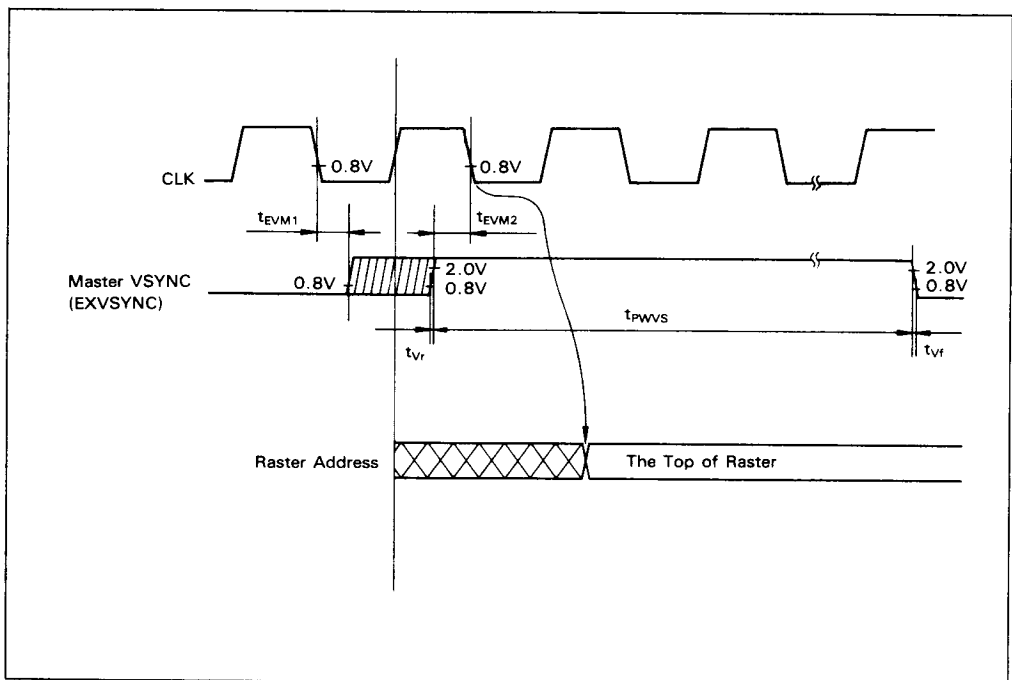 CLK
0.8V
0.8V
tEVM1
tEVM2
Master VSYNC
(EXVSYNC)
0.8V
2.0V
0.8V
2.0V
0.8V
tPWVS
tVr
tVf
Raster Address
The Top of Raster